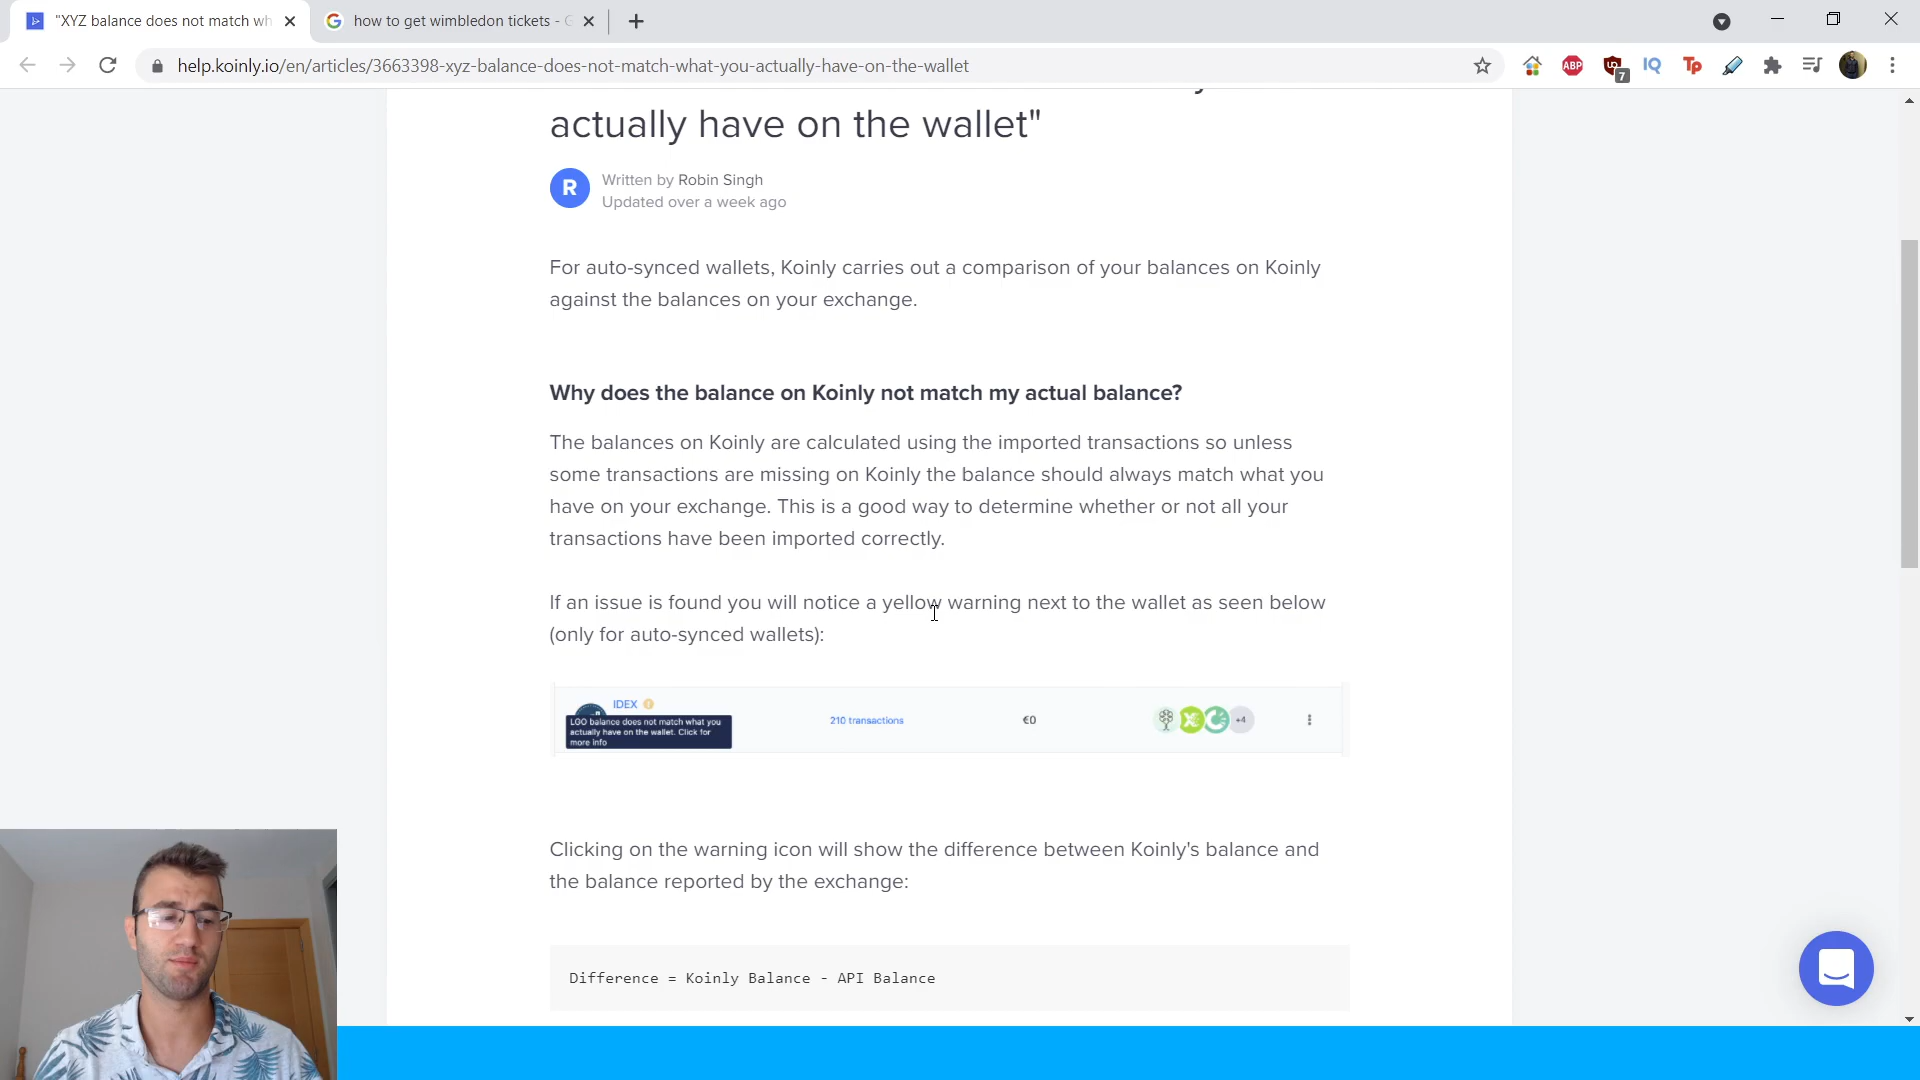 "XYZ balance does not match wh
how to get wimbledon tickets - G
help.koinly.io/en/articles/3663398-xyz-balance-does-not-match-what-you-actually-have-on-the-wallet
ABP
7
IQ
Tp
actually have on the wallet"
R
Written by Robin Singh
Updated over a week ago
For auto-synced wallets, Koinly carries out a comparison of your balances on Koinly
against the balances on your exchange.
Why does the balance on Koinly not match my actual balance?
The balances on Koinly are calculated using the imported transactions so unless
some transactions are missing on Koinly the balance should always match what you
have on your exchange. This is a good way to determine whether or not all your
transactions have been imported correctly.
If an issue is found you will notice a yellow warning next to the wallet as seen below
(only for auto-synced wallets):
IDEX
LGO balance does not match what you
actually have on the wallet. Click for
more info
210 transactions
€0
+4
Clicking on the warning icon will show the difference between Koinly's balance and
the balance reported by the exchange:
Difference = Koinly Balance - API Balance